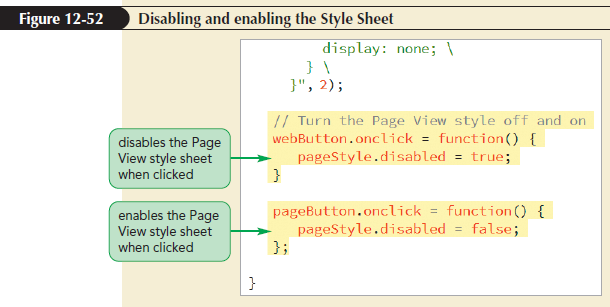 Figure 12-52 Disabling and enabling the Style Sheet
display: none; \
} \
}", 2);
// Turn the Page View style off and on
webButton.onclick = function() {
pageStyle.disabled = true;
}
disables the Page
View style sheet
when clicked
pageButton.onclick = function() {
pageStyle.disabled = false;
};
enables the Page
View style sheet
when clicked
}